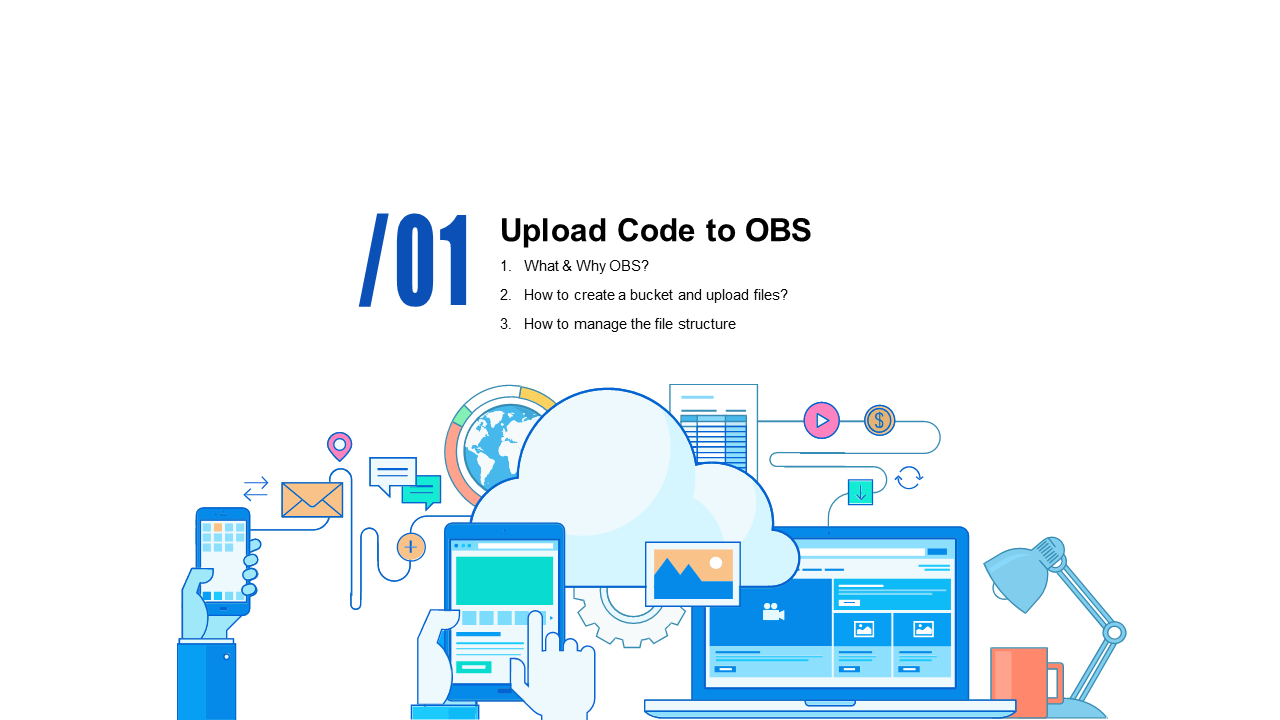 /01
Upload Code to OBS
1. What & Why OBS?
2. How to create a bucket and upload files?
3. How to manage the file structure
$